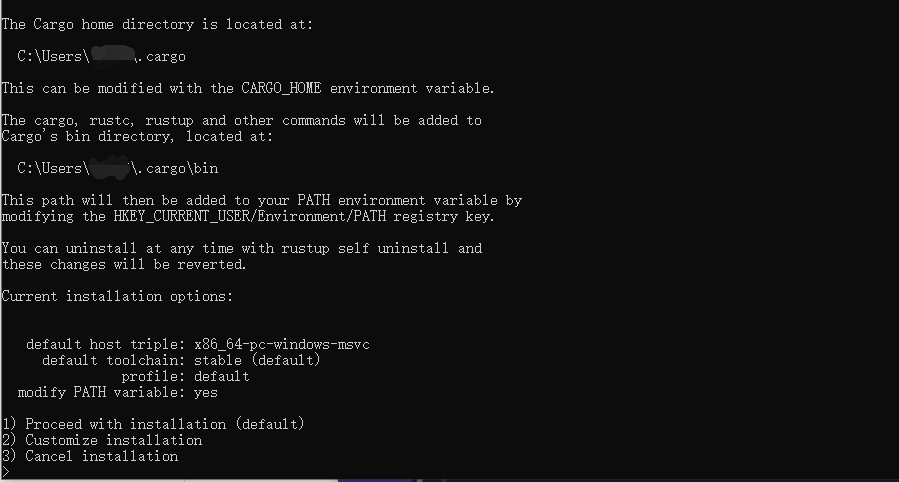 The Cargo home directory is located at:
C:\Users\ \.cargo
This can be modified with the CARGO_HOME environment variable.
The cargo, rustc, rustup and other commands will be added to
Cargo's bin directory, located at:
C:\Users\ \.cargo\bin
This path will then be added to your PATH environment variable by
modifying the HKEY_CURRENT_USER/Environment/PATH registry key.
You can uninstall at any time with rustup self uninstall and
these changes will be reverted.
Current installation options:
default host triple: x86_64-pc-windows-msvc
default toolchain: stable (default)
profile: default
modify PATH variable: yes
1) Proceed with installation (default)
2) Customize installation
3) Cancel installation
>